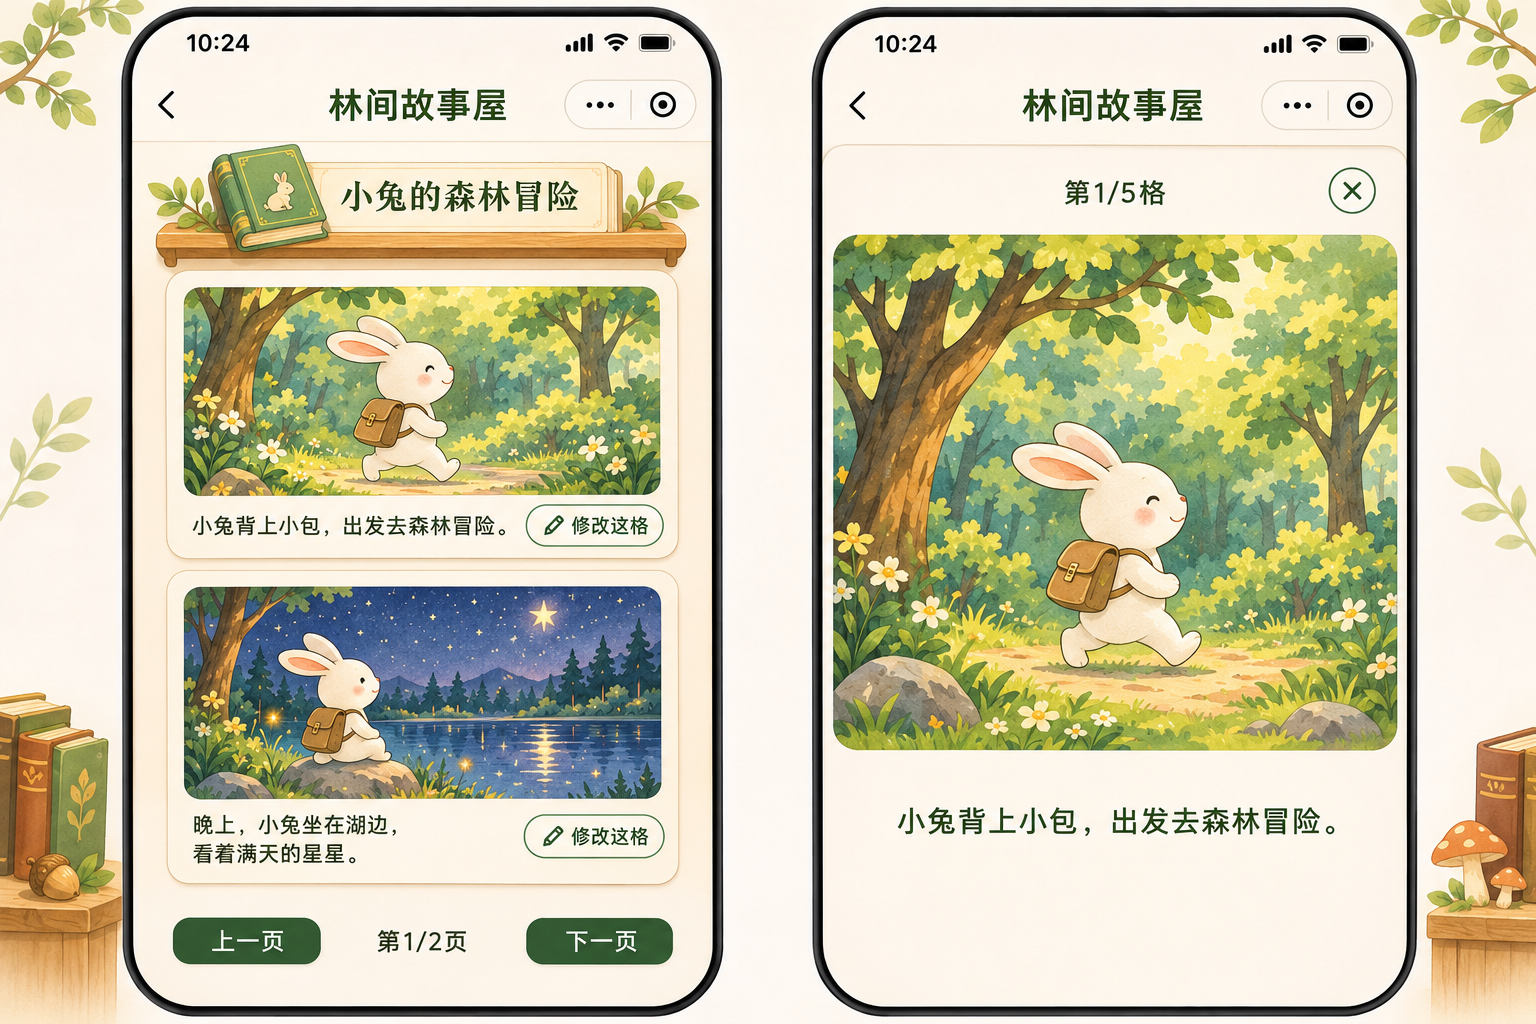 10:24
林间故事屋
小兔的森林冒险
小兔背上小包，出发去森林冒险。
修改这格
晚上，小兔坐在湖边，
看着满天的星星。
修改这格
上一页
第1/2页
下一页
10:24
林间故事屋
第1/5格
小兔背上小包，出发去森林冒险。